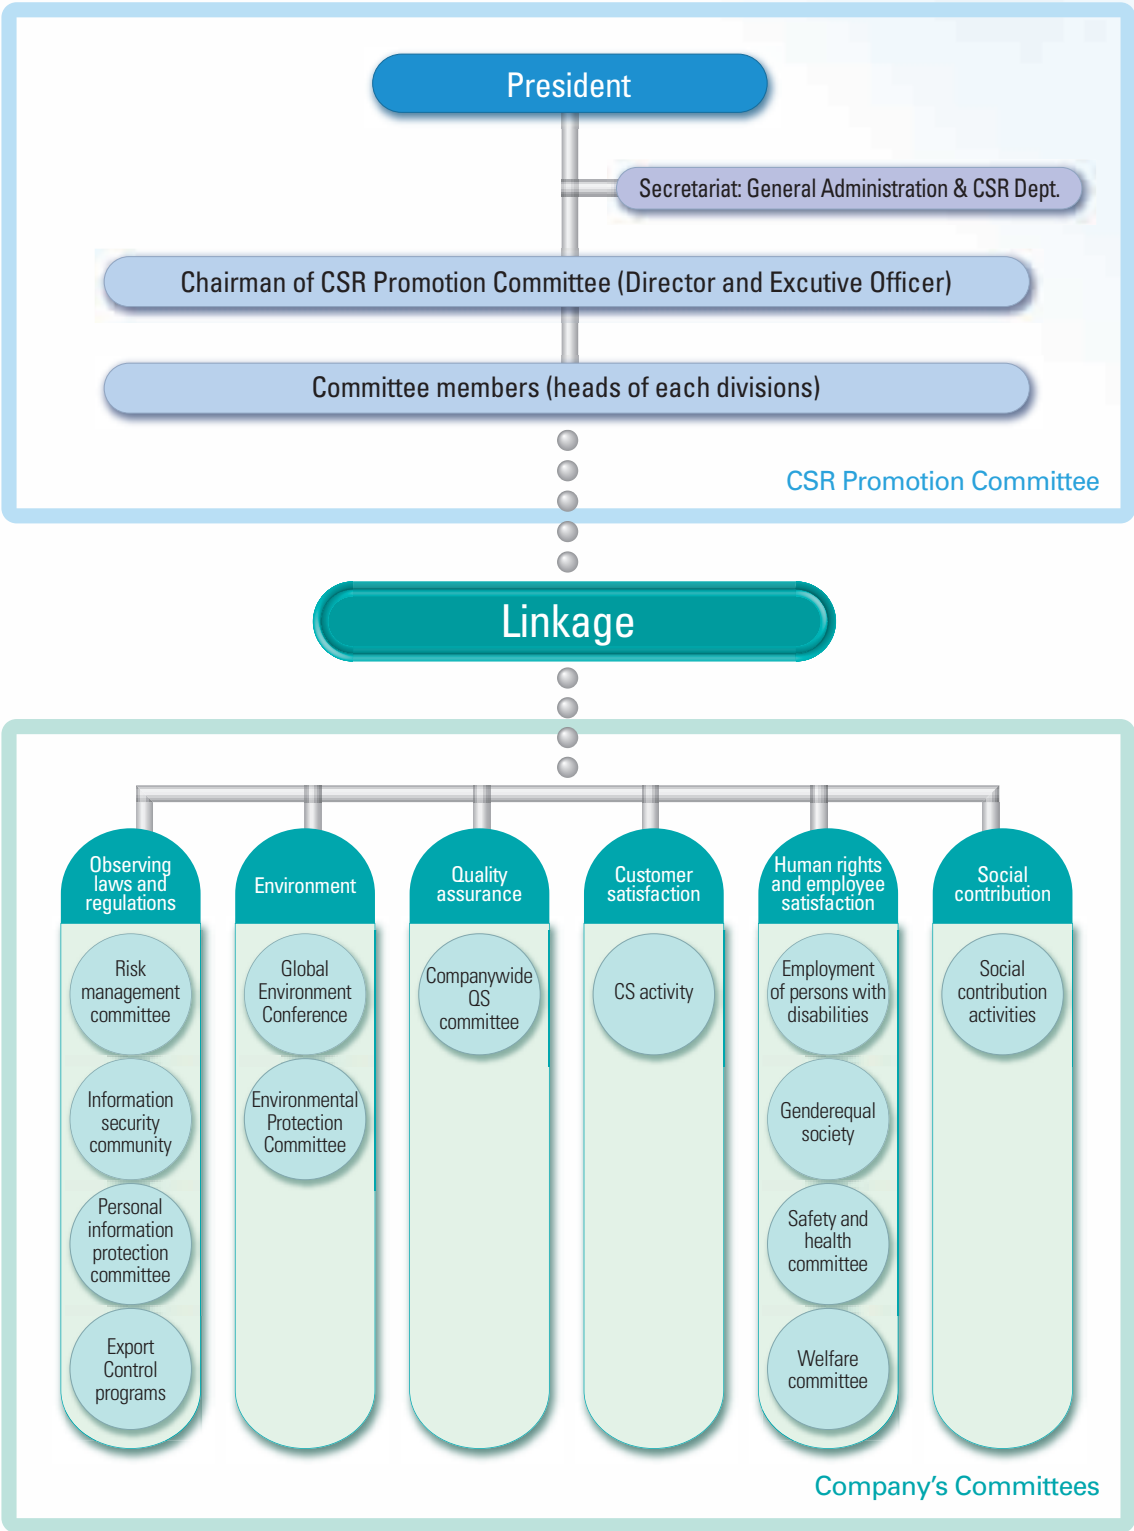 President
Secretariat: General Administration & CSR Dept.
Chairman of CSR Promotion Committee (Director and Excutive Officer)
Committee members (heads of each divisions)
CSR Promotion Committee
Linkage
Observing
laws and
regulations
Risk
management
committee
Information
security
community
Personal
information
protection
committee
Export
Control
programs
Environment
Global
Environment
Conference
Environmental
Protection
Committee
Quality
assurance
Companywide
QS
committee
Customer
satisfaction
CS activity
Human rights
and employee
satisfaction
Employment
of persons with
disabilities
Genderequal
society
Safety and
health
committee
Welfare
committee
Social
contribution
Social
contribution
activities
Company's Committees